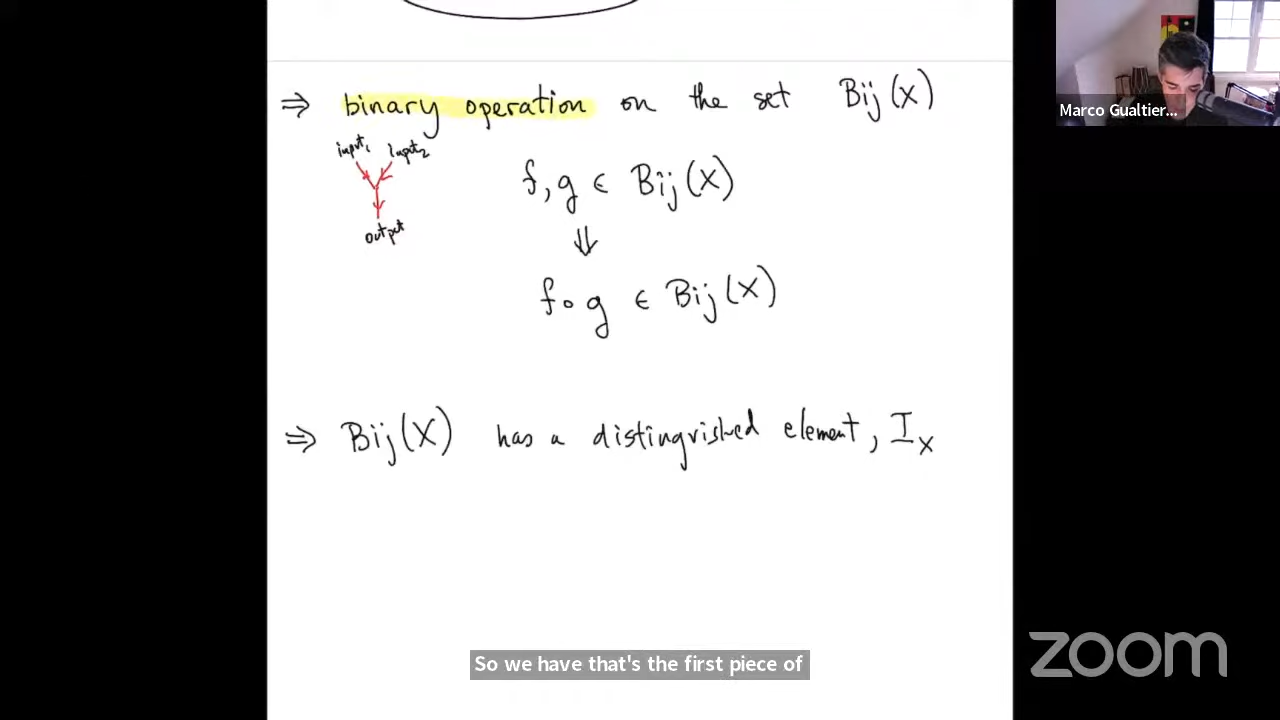 ⇒ binary operation on the set Bij(X)
input₁ input₂
output
f, g ∈ Bij(X)
⇓
f∘g ∈ Bij(X)
⇒ Bij(X) has a distingvished element, I_X
So we have that's the first piece of
Marco Gualtier...
zoom